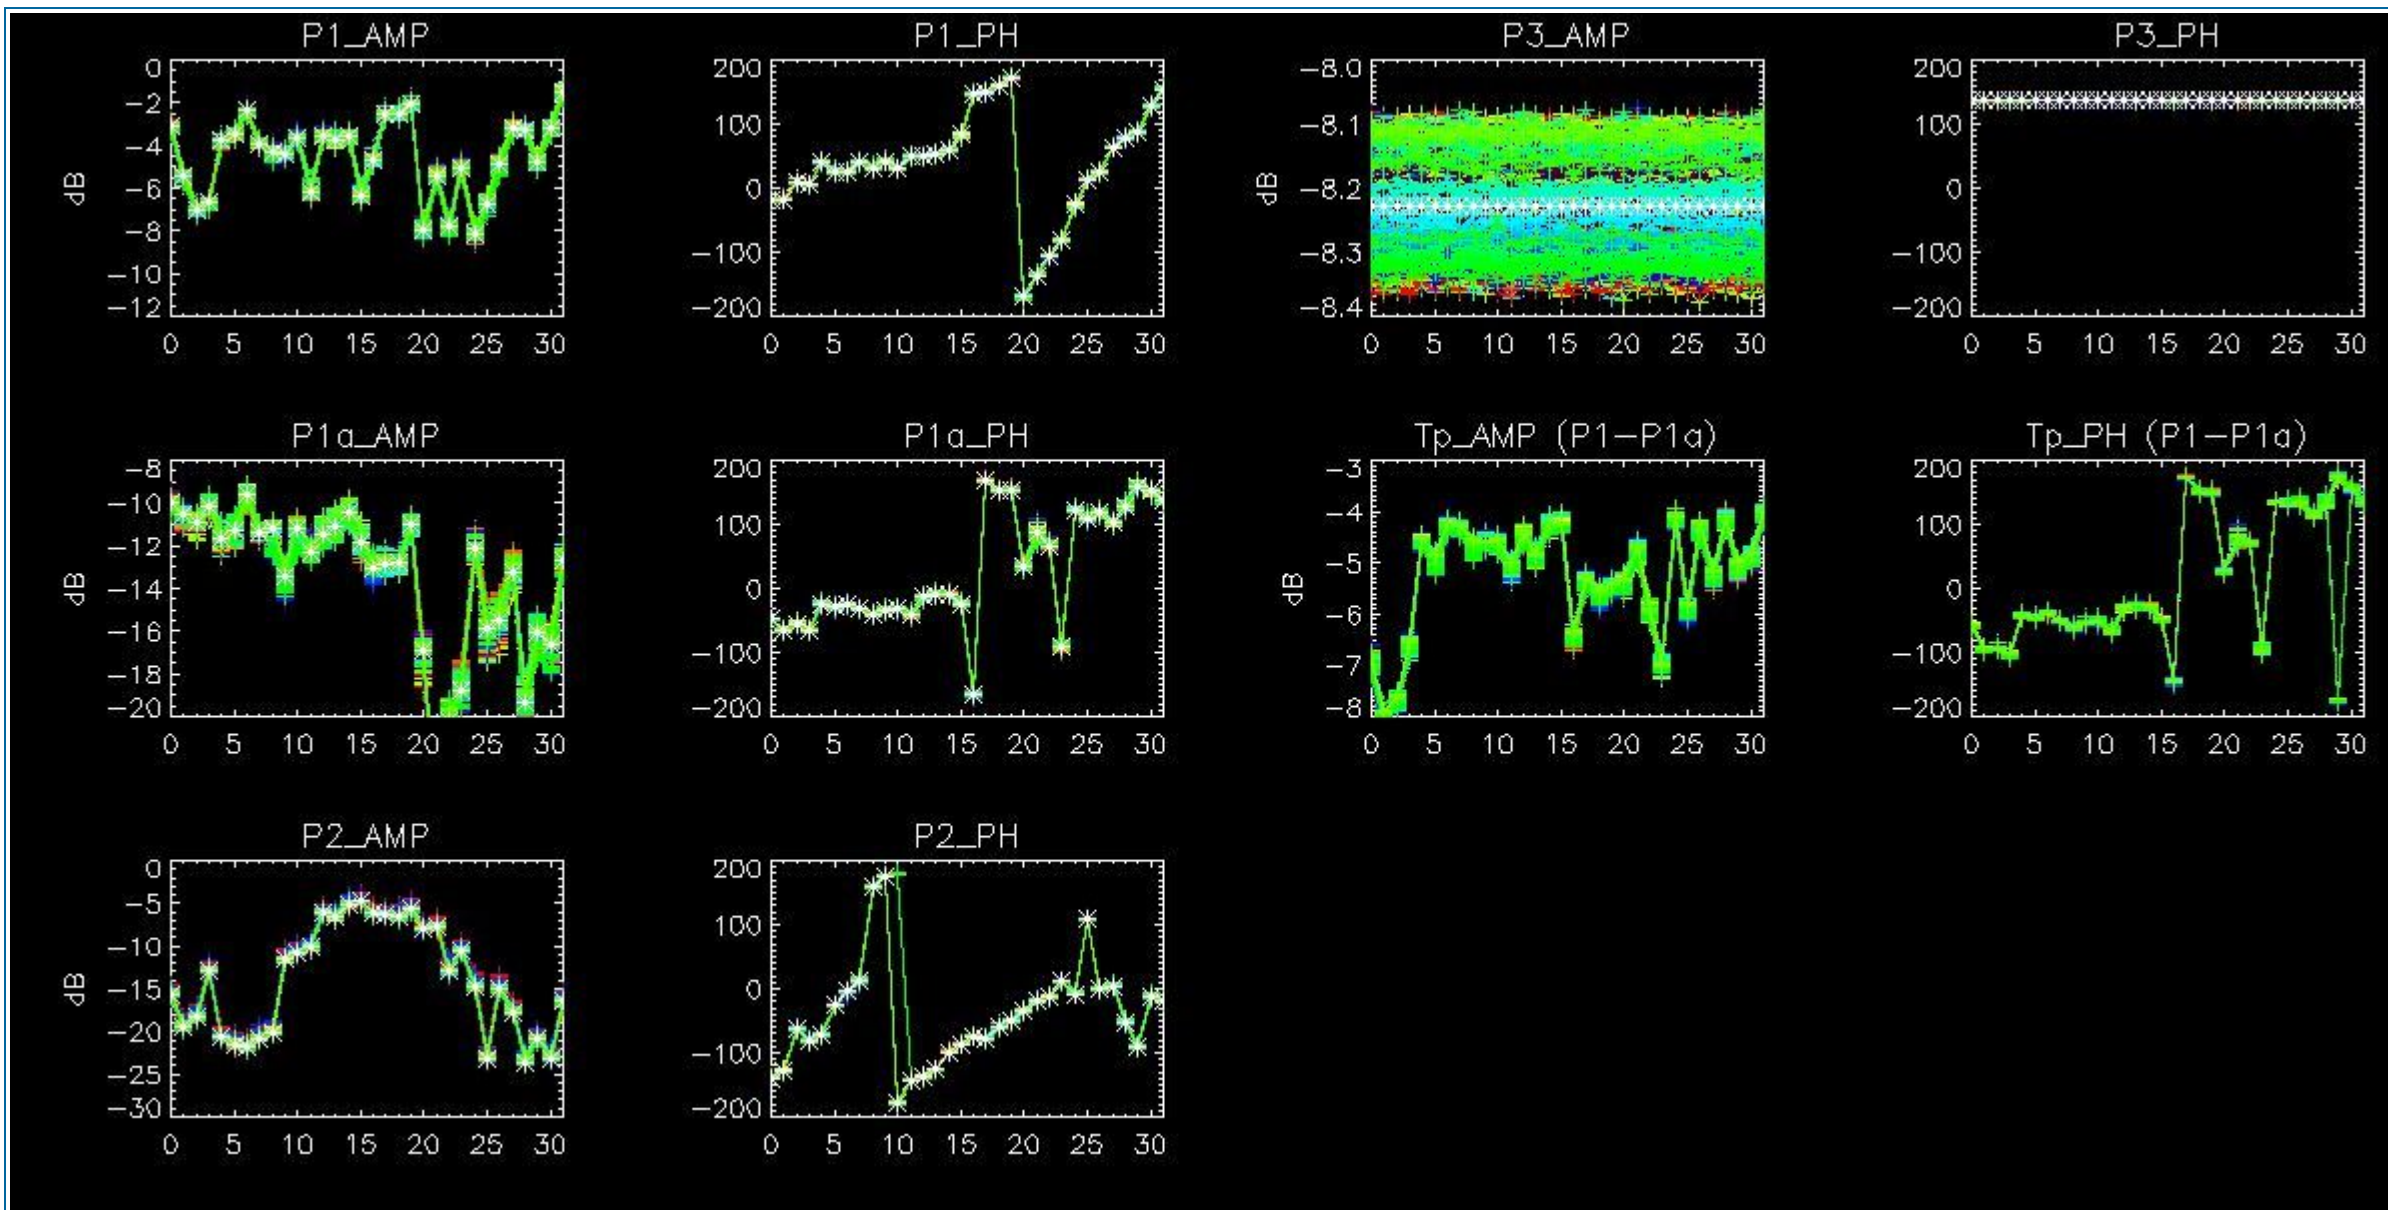 P1_AMP
0
−2
−4
−6
−8
−10
−12
dB
0 5 10 15 20 25 30
P1_PH
200
100
0
−100
−200
0 5 10 15 20 25 30
P3_AMP
−8.0
−8.1
−8.2
−8.3
−8.4
dB
0 5 10 15 20 25 30
P3_PH
200
100
0
−100
−200
0 5 10 15 20 25 30
P1a_AMP
−8
−10
−12
−14
−16
−18
−20
dB
0 5 10 15 20 25 30
P1a_PH
200
100
0
−100
−200
0 5 10 15 20 25 30
Tp_AMP (P1−P1a)
−3
−4
−5
−6
−7
−8
dB
0 5 10 15 20 25 30
Tp_PH (P1−P1a)
200
100
0
−100
−200
0 5 10 15 20 25 30
P2_AMP
0
−5
−10
−15
−20
−25
−30
dB
0 5 10 15 20 25 30
P2_PH
200
100
0
−100
−200
0 5 10 15 20 25 30